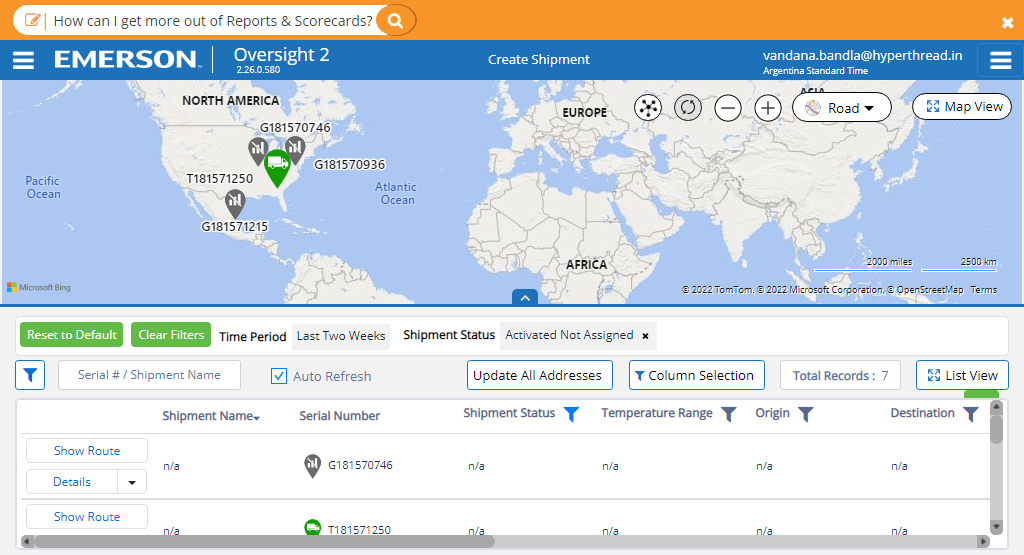 How can I get more out of Reports & Scorecards?
EMERSON
Oversight 2
2.26.0.580
Create Shipment
vandana.bandla@hyperthread.in
Argentina Standard Time
NORTH AMERICA
EUROPE
ASIA
Road
Map View
G181570746
G181570936
T181571250
G181571215
Pacific
Ocean
Atlantic
Ocean
AFRICA
2000 miles
2500 km
Microsoft Bing
© 2022 TomTom, © 2022 Microsoft Corporation, © OpenStreetMap Terms
Reset to Default
Clear Filters
Time Period
Last Two Weeks
Shipment Status
Activated Not Assigned ×
Serial # / Shipment Name
Auto Refresh
Update All Addresses
Column Selection
Total Records : 7
List View
Shipment Name
Serial Number
Shipment Status
Temperature Range
Origin
Destination
Show Route
Details
n/a
G181570746
n/a
n/a
n/a
n/a
Show Route
n/a
T181571250
n/a
n/a
n/a
n/a